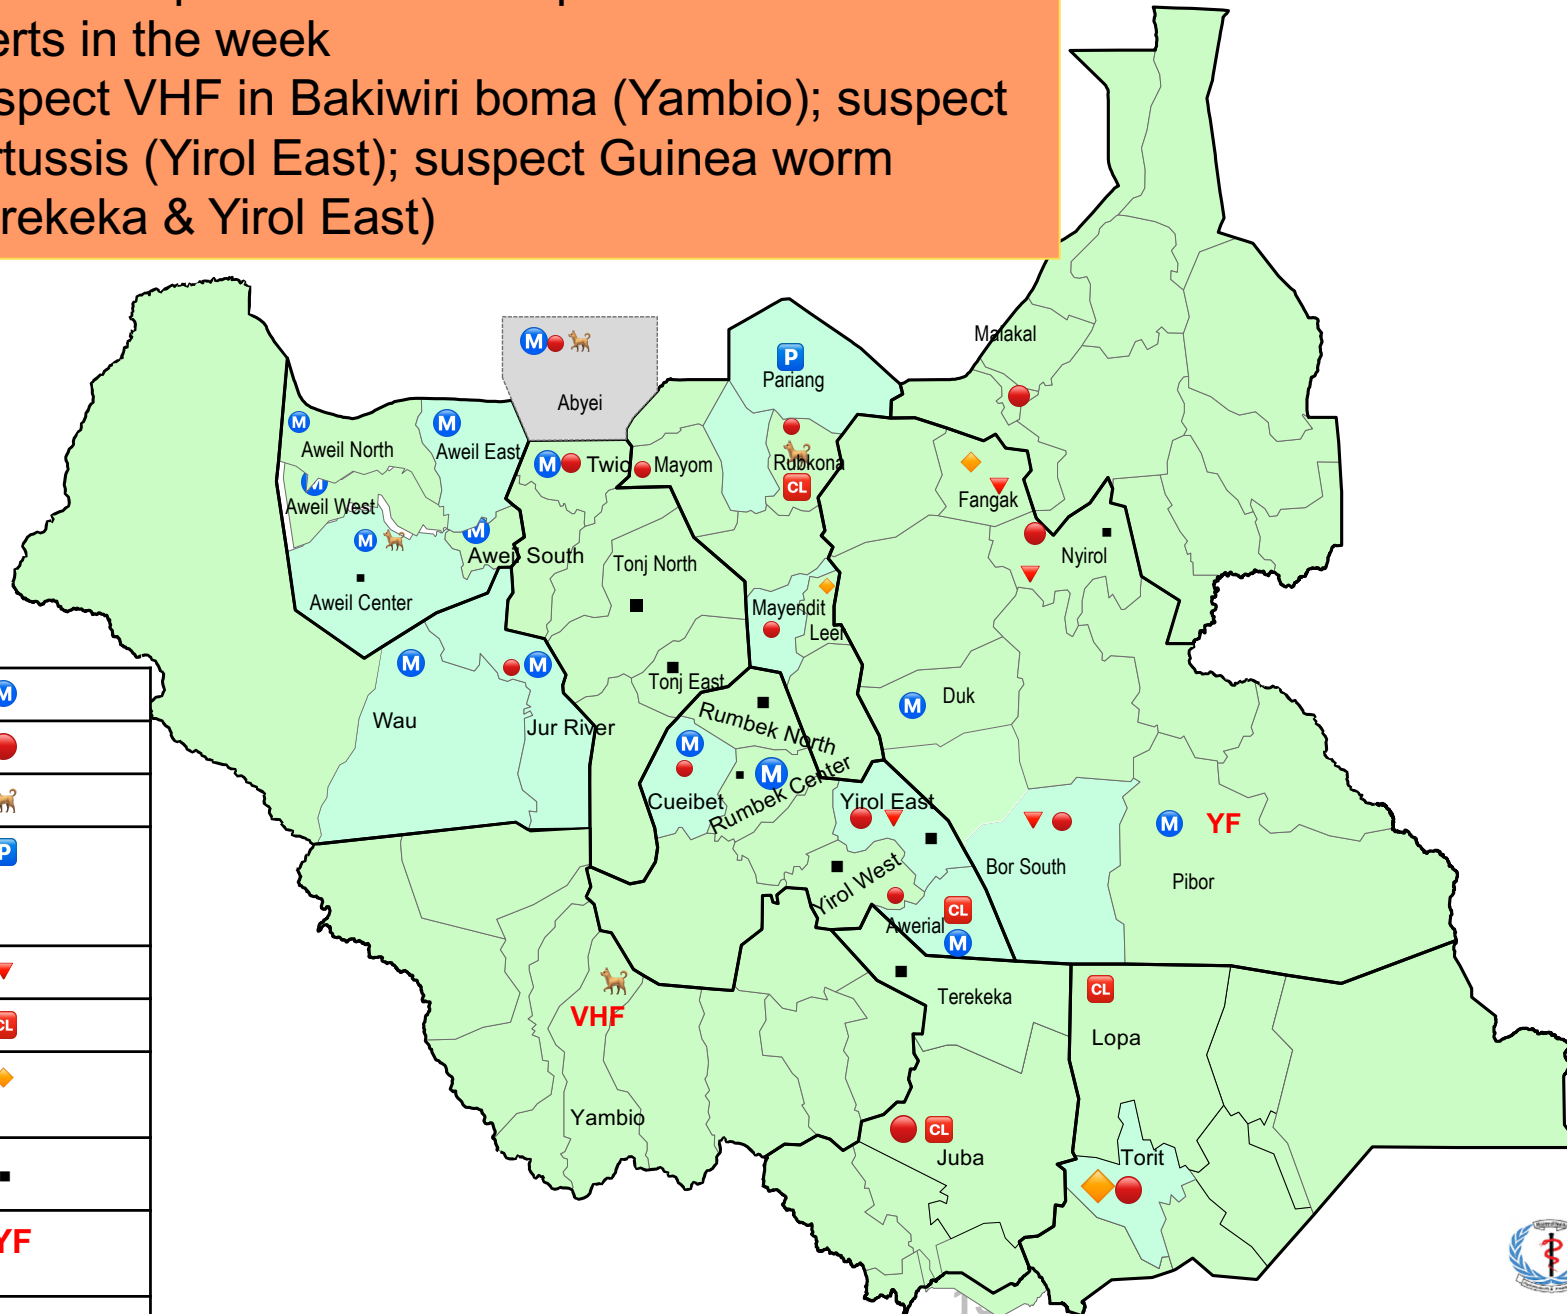 erts in the week
spect VHF in Bakiwiri boma (Yambio); suspect
rtussis (Yirol East); suspect Guinea worm
rekeka & Yirol East)
Malakal
M
Abyei
P
Pariang
M
Aweil North
M
Aweil East
M
Twic
Mayom
Rubkona
CL
Fangak
M
Aweil West
M
Aweil Center
M
Aweil South
Tonj North
Nyirol
Mayendit
Leer
M
Wau
M
Jur River
Tonj East
M
Duk
Rumbek North
M
Cueibet
M
Rumbek Center
Yirol East
Bor South
M
YF
Pibor
Yirol West
Awerial
CL
M
VHF
Yambio
Terekeka
CL
Lopa
CL
Juba
Torit
M
P
CL
YF